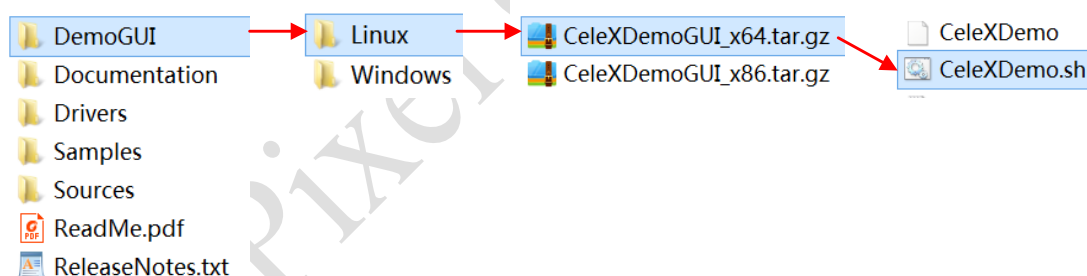 DemoGUI
Documentation
Drivers
Samples
Sources
ReadMe.pdf
ReleaseNotes.txt
Linux
Windows
CeleXDemoGUI_x64.tar.gz
CeleXDemoGUI_x86.tar.gz
CeleXDemo
CeleXDemo.sh
Pixel